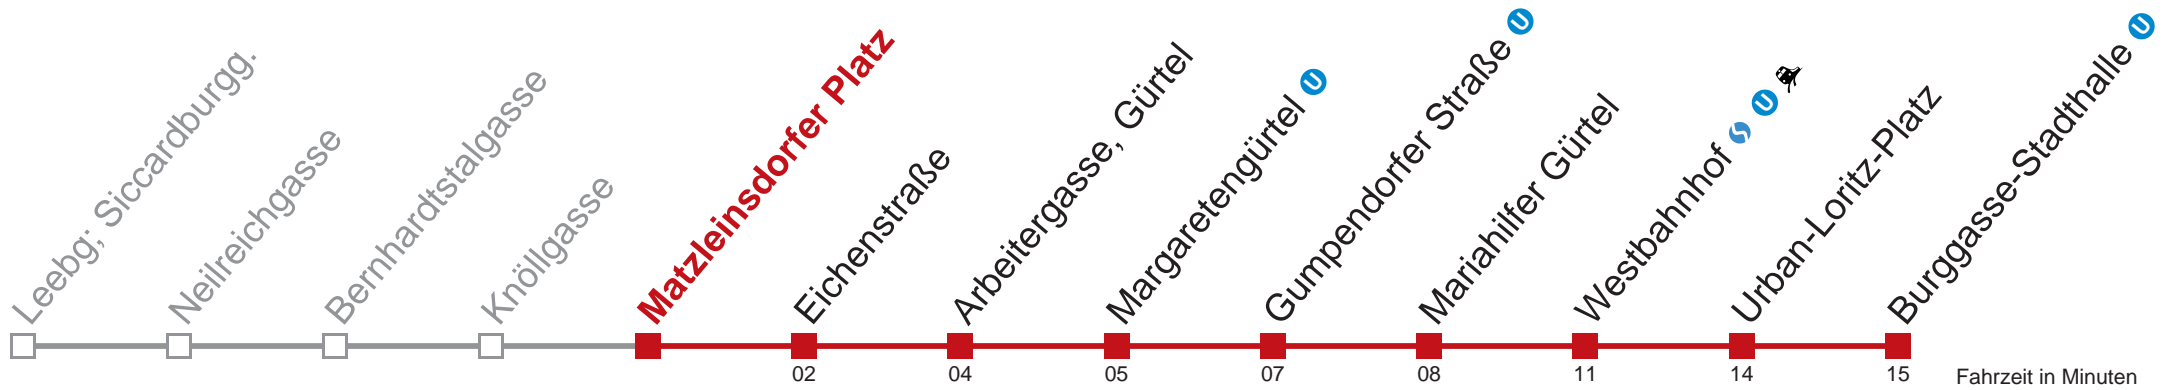 Leebg; Siccardburgg.
Neilreichgasse
Bernhardtstalgasse
Knöllgasse
Matzleinsdorfer Platz
Eichenstraße
Arbeitergasse, Gürtel
Margaretengürtel U
Gumpendorfer Straße U
Mariahilfer Gürtel
Westbahnhof S U
Urban-Loritz-Platz
Burggasse-Stadthalle U
02 04 05 07 08 11 14 15 Fahrzeit in Minuten